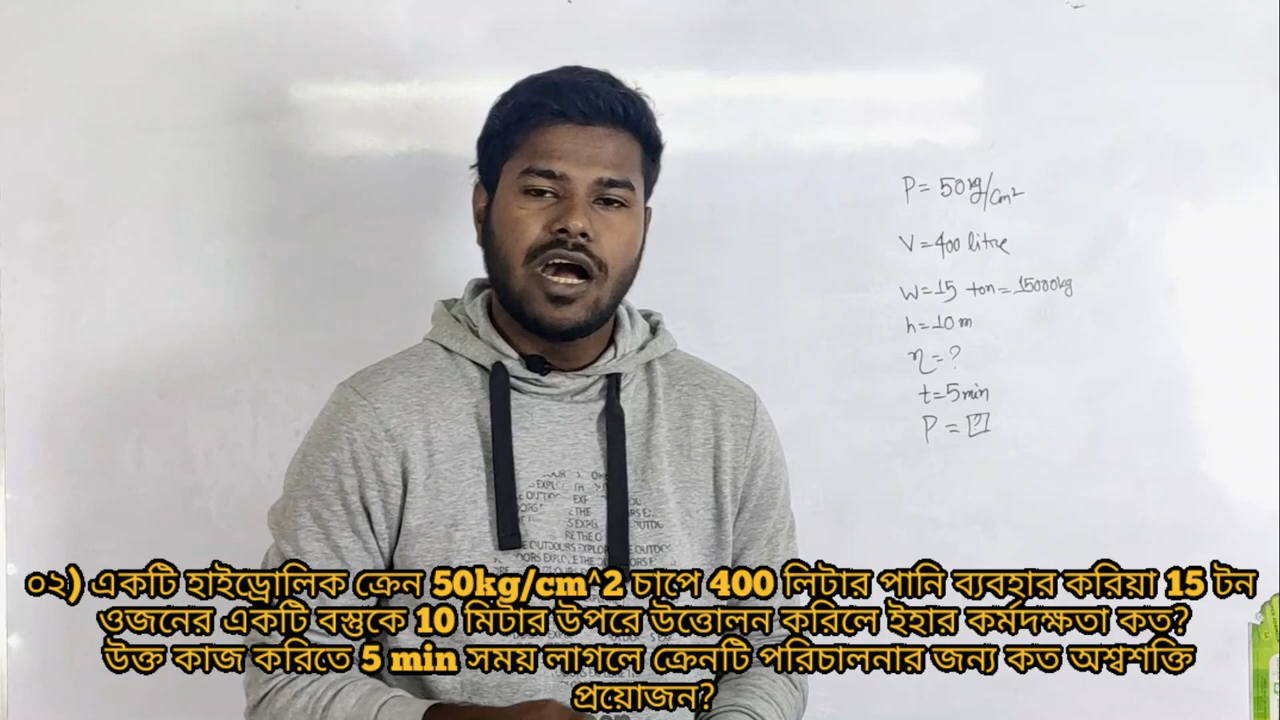 P = 50kg/cm²
V = 400 litre
W = 15 ton = 15000kg
h = 10 m
η = ?
t = 5 min
P = ?
০২) একটি হাইড্রোলিক ক্রেন 50kg/cm^2 চাপে 400 লিটার পানি ব্যবহার করিয়া 15 টন
ওজনের একটি বস্তুকে 10 মিটার উপরে উত্তোলন করিলে ইহার কর্মদক্ষতা কত?
উক্ত কাজ করিতে 5 min সময় লাগলে ক্রেনটি পরিচালনার জন্য কত অশ্বশক্তি
প্রয়োজন?